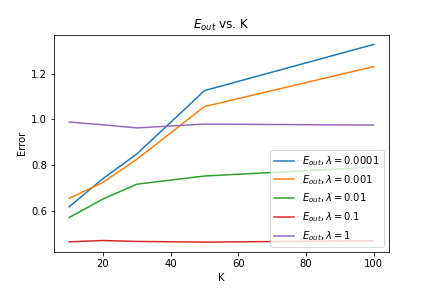 E_out vs. K
Error
1.2
1.0
0.8
0.6
20 40 60 80 100
K
E_out, λ = 0.0001
E_out, λ = 0.001
E_out, λ = 0.01
E_out, λ = 0.1
E_out, λ = 1